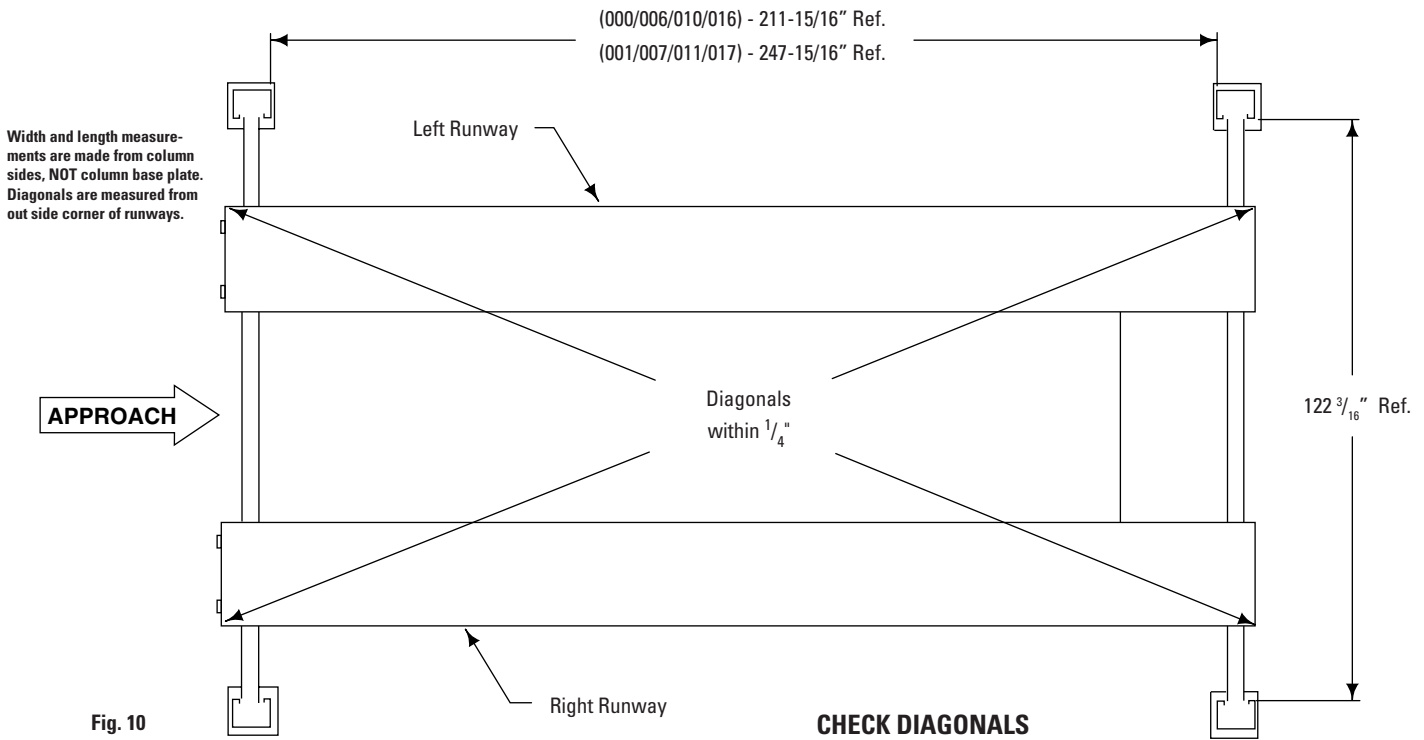 (000/006/010/016) - 211-15/16" Ref.
(001/007/011/017) - 247-15/16" Ref.
Width and length measure-
ments are made from column
sides, NOT column base plate.
Diagonals are measured from
out side corner of runways.
Left Runway
APPROACH
Diagonals
within 1/4"
122 3/16" Ref.
Right Runway
Fig. 10
CHECK DIAGONALS